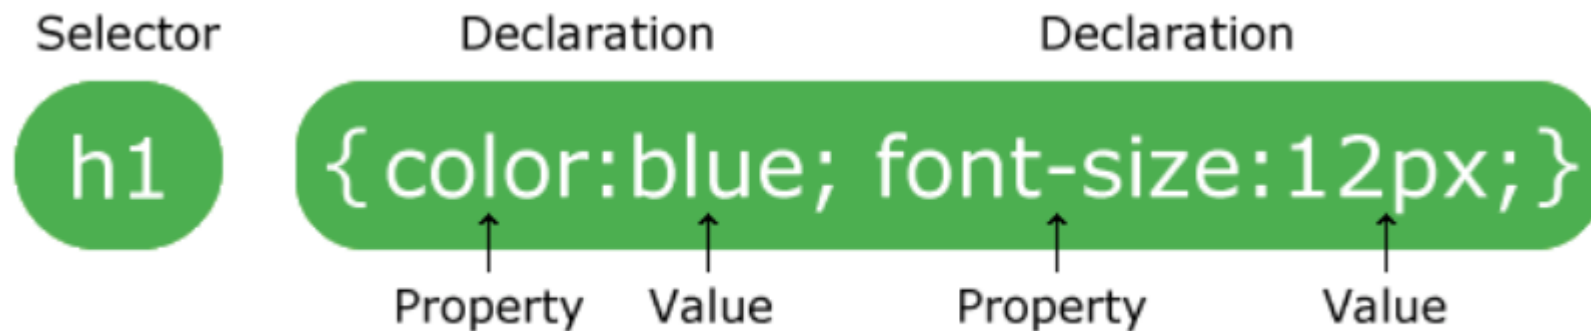 Selector Declaration Declaration
h1 {color:blue; font-size:12px;}
Property Value Property Value